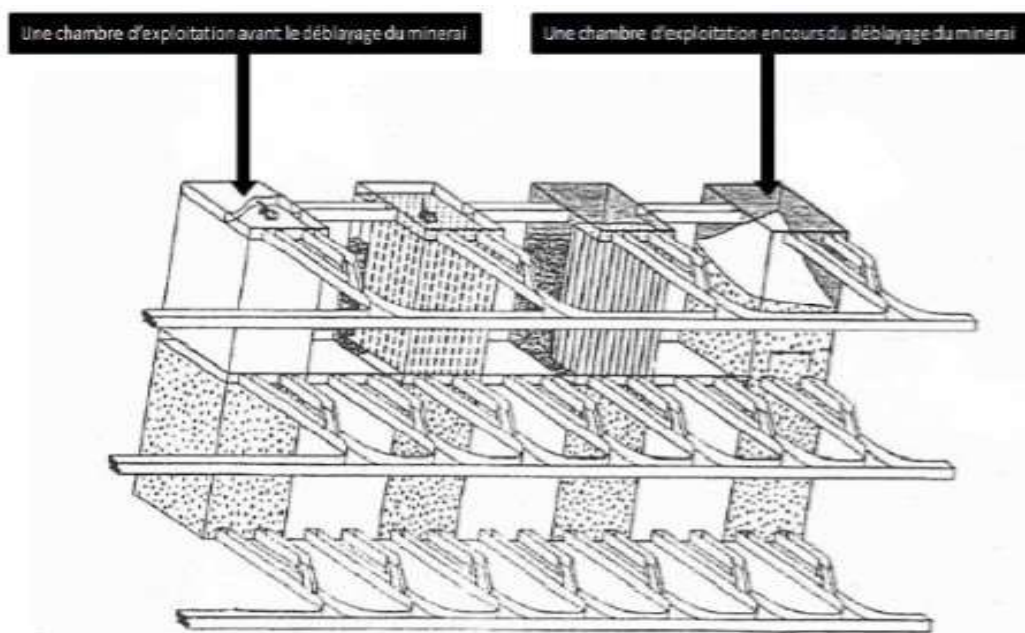 Une chambre d'exploitation avant le déblayage du minerai
Une chambre d'exploitation en cours du déblayage du minerai